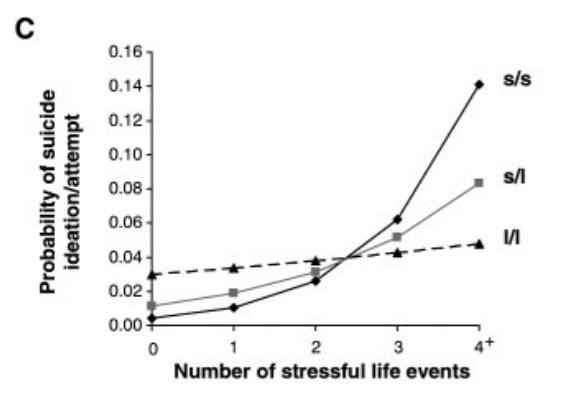 C
Probability of suicide
ideation/attempt
0.16
0.14
0.12
0.10
0.08
0.06
0.04
0.02
0.00
s/s
s/l
l/l
0 1 2 3 4+
Number of stressful life events